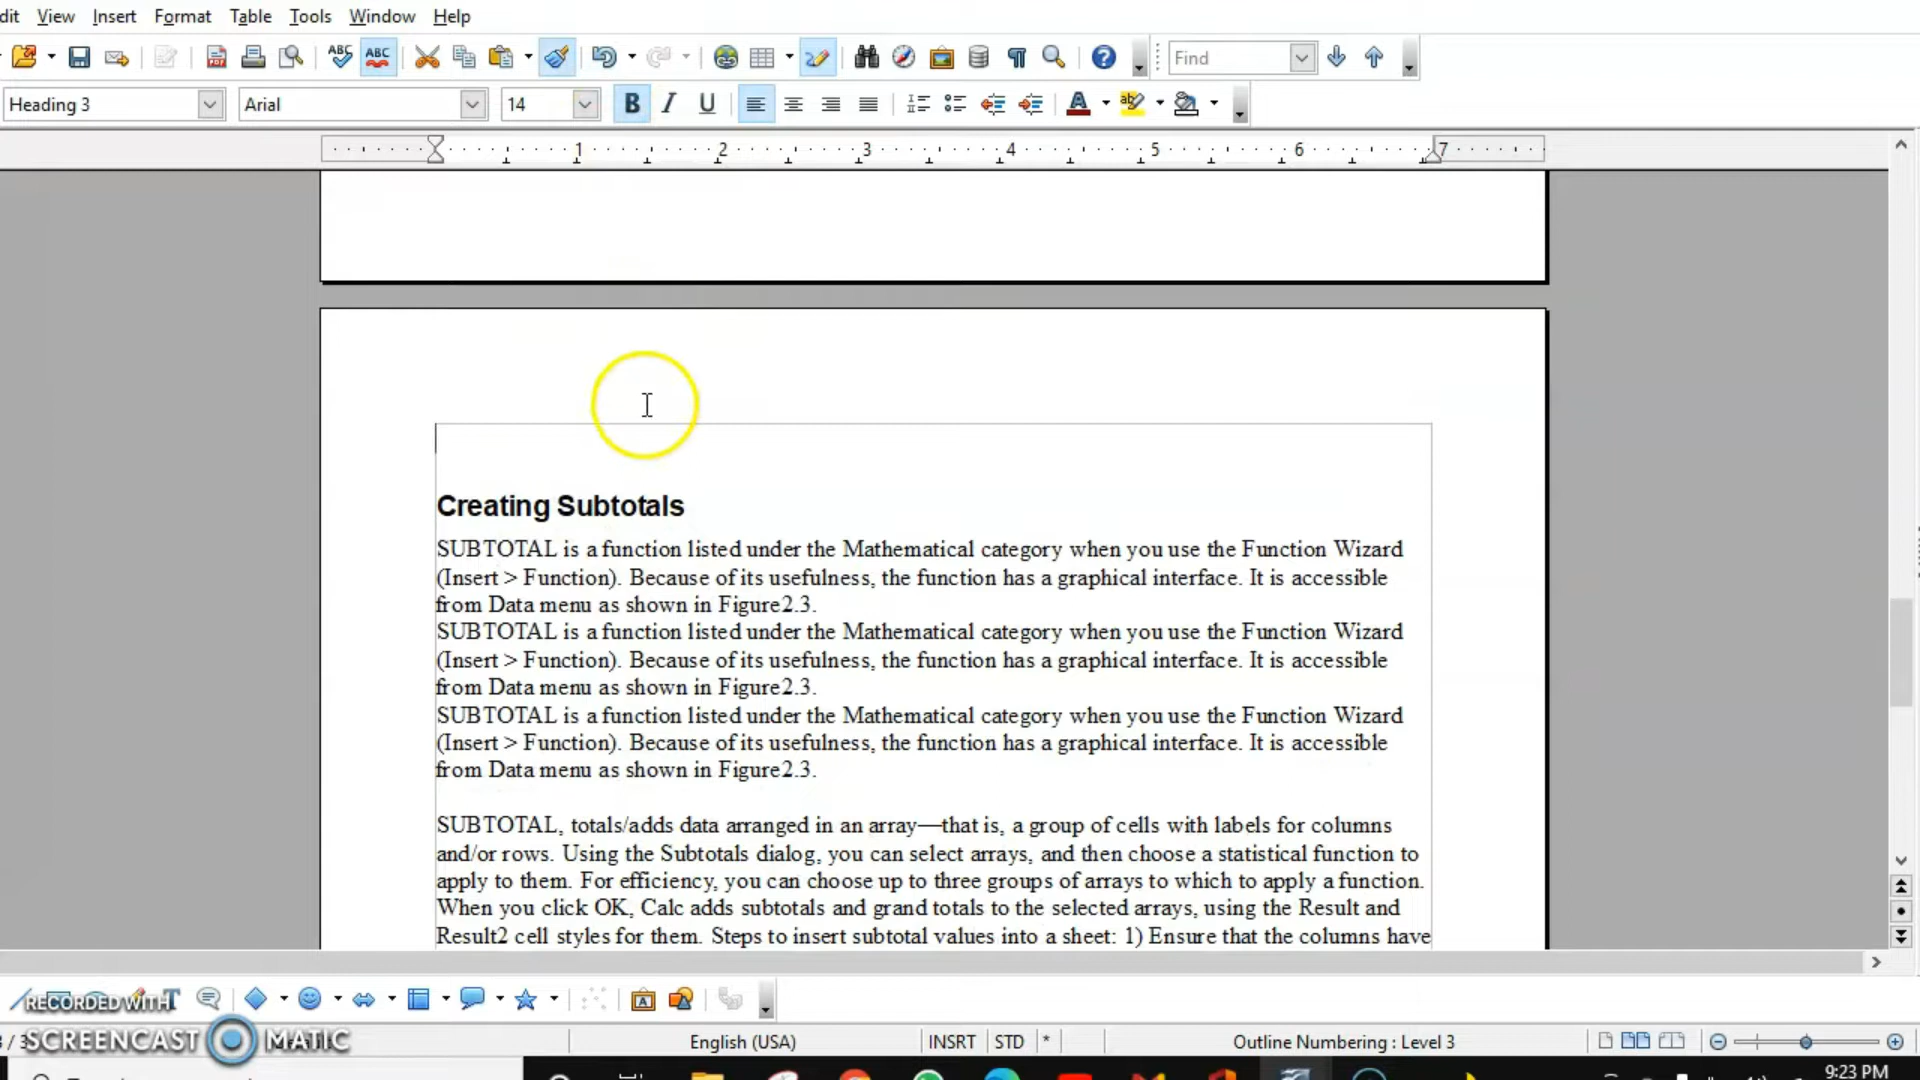 dit View Insert Format Table Tools Window Help
ABC ABC Find
Heading 3 Arial 14 B I U A
1 2 3 4 5 6 7
Creating Subtotals
SUBTOTAL is a function listed under the Mathematical category when you use the Function Wizard
(Insert > Function). Because of its usefulness, the function has a graphical interface. It is accessible
from Data menu as shown in Figure2.3.
SUBTOTAL is a function listed under the Mathematical category when you use the Function Wizard
(Insert > Function). Because of its usefulness, the function has a graphical interface. It is accessible
from Data menu as shown in Figure2.3.
SUBTOTAL is a function listed under the Mathematical category when you use the Function Wizard
(Insert > Function). Because of its usefulness, the function has a graphical interface. It is accessible
from Data menu as shown in Figure2.3.
SUBTOTAL, totals/adds data arranged in an array—that is, a group of cells with labels for columns
and/or rows. Using the Subtotals dialog, you can select arrays, and then choose a statistical function to
apply to them. For efficiency, you can choose up to three groups of arrays to which to apply a function.
When you click OK, Calc adds subtotals and grand totals to the selected arrays, using the Result and
Result2 cell styles for them. Steps to insert subtotal values into a sheet: 1) Ensure that the columns have
RECORDED WITH
SCREENCAST MATIC
English (USA) INSRT STD * Outline Numbering : Level 3
9:23 PM